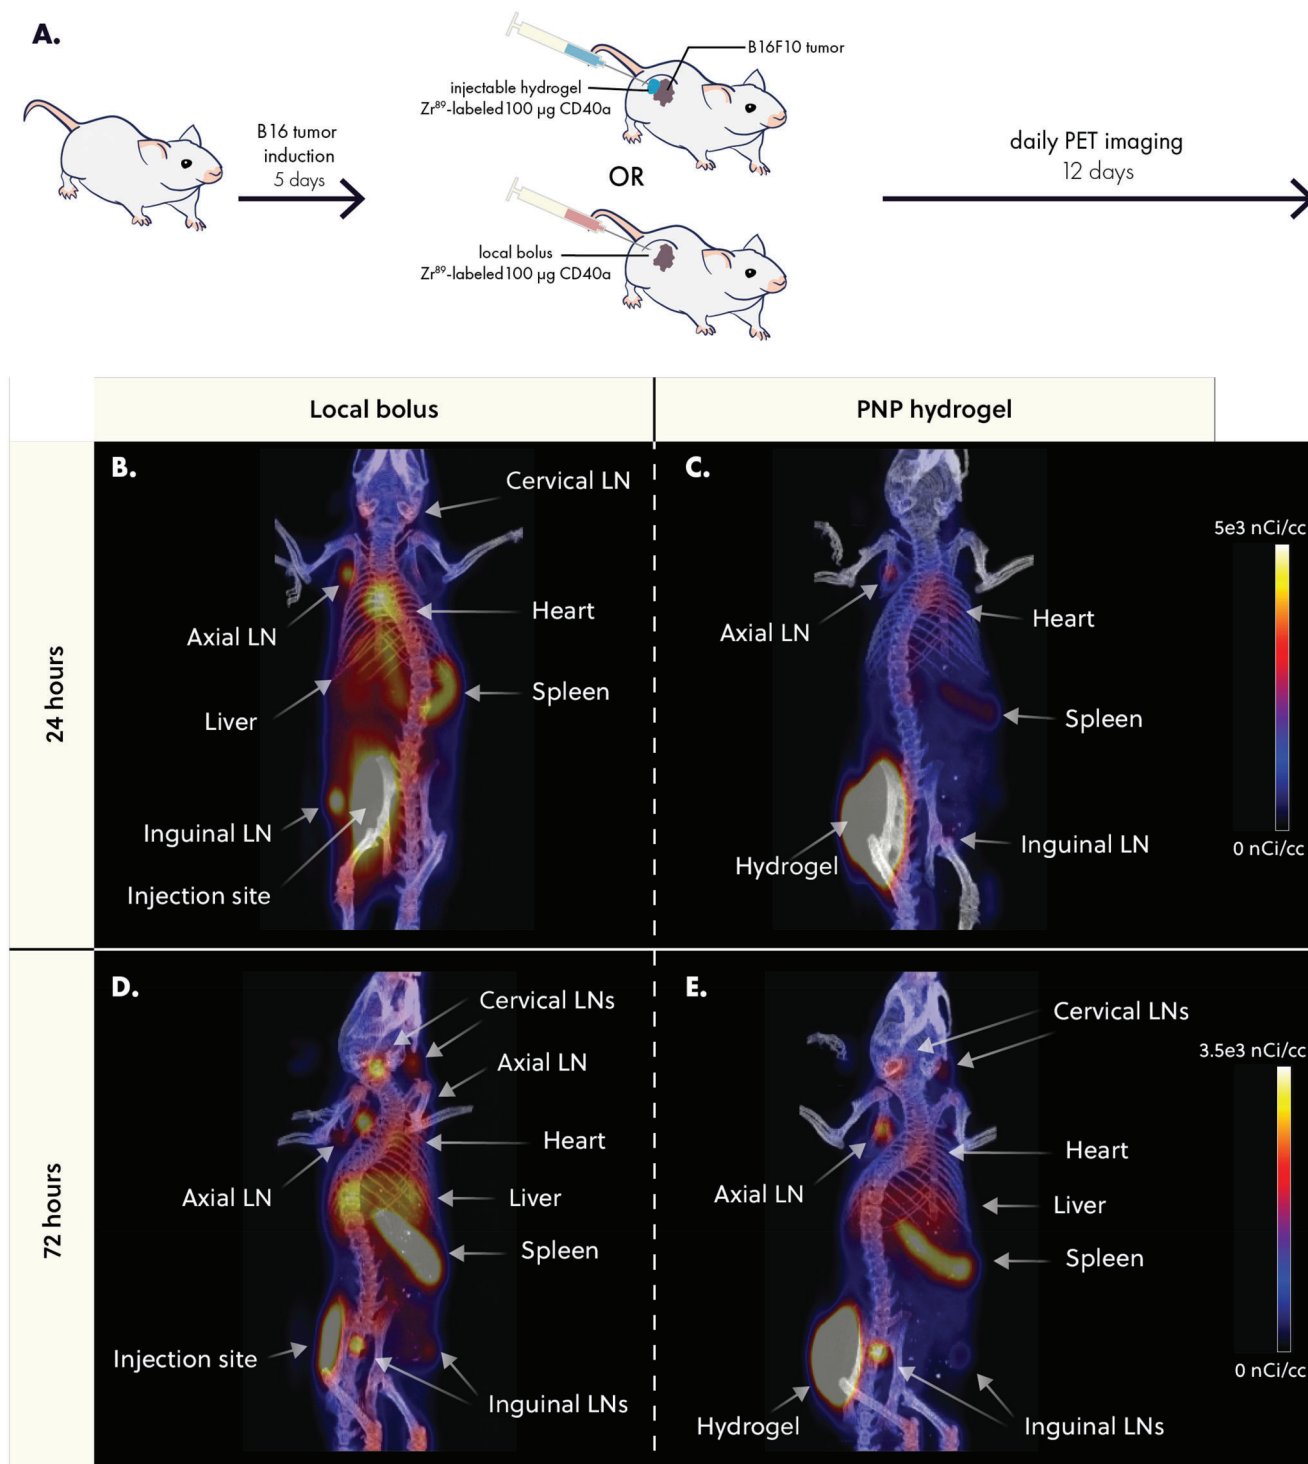 A.
B16F10 tumor
injectable hydrogel
Zr⁸⁹-labeled100 µg CD40a
B16 tumor
induction
5 days
OR
local bolus
Zr⁸⁹-labeled100 µg CD40a
daily PET imaging
12 days
Local bolus
PNP hydrogel
24 hours
B.
Cervical LN
Axial LN
Heart
Liver
Spleen
Inguinal LN
Injection site
C.
Axial LN
Heart
Spleen
Hydrogel
Inguinal LN
5e3 nCi/cc
0 nCi/cc
72 hours
D.
Cervical LNs
Axial LN
Heart
Axial LN
Liver
Spleen
Injection site
Inguinal LNs
E.
Cervical LNs
Heart
Axial LN
Liver
Spleen
Hydrogel
Inguinal LNs
3.5e3 nCi/cc
0 nCi/cc